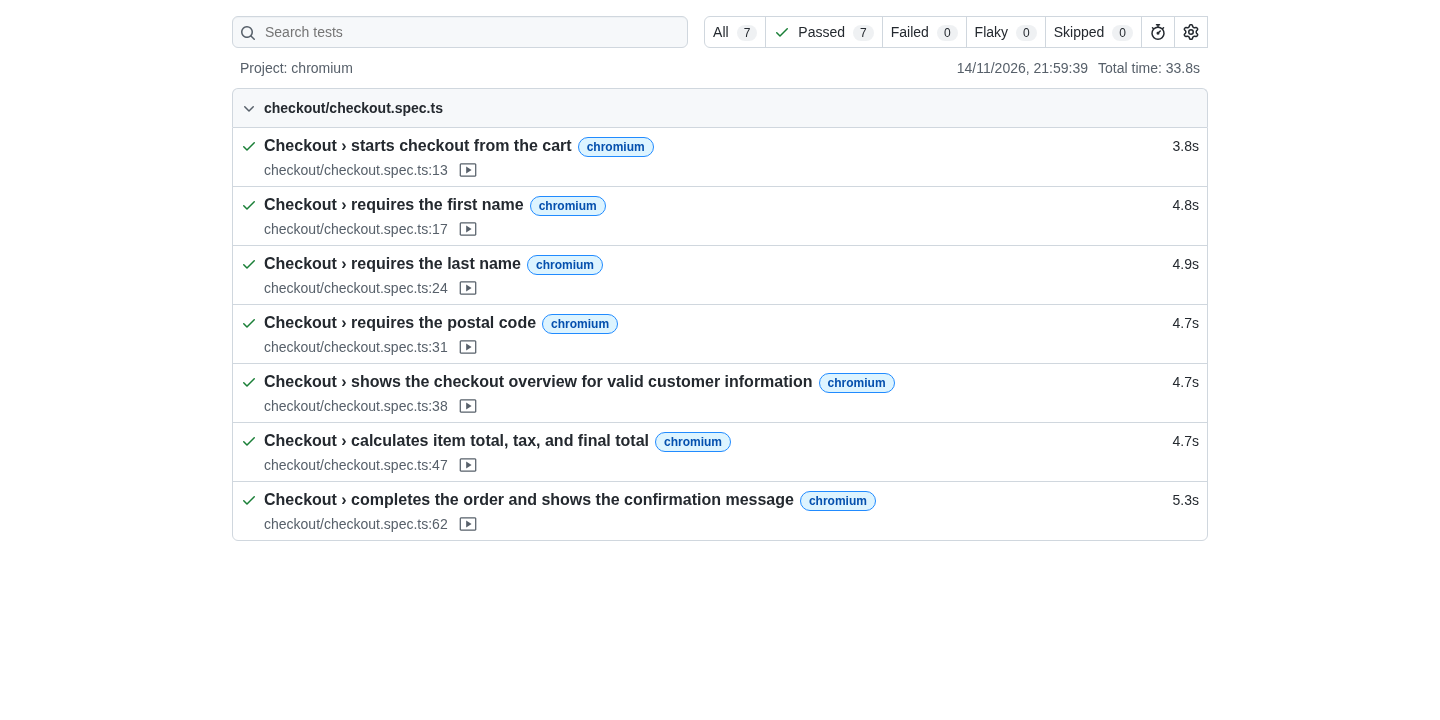 Search tests
All 7 Passed 7 Failed 0 Flaky 0 Skipped 0
Project: chromium 14/11/2026, 21:59:39 Total time: 33.8s
checkout/checkout.spec.ts
Checkout › starts checkout from the cart chromium 3.8s
checkout/checkout.spec.ts:13
Checkout › requires the first name chromium 4.8s
checkout/checkout.spec.ts:17
Checkout › requires the last name chromium 4.9s
checkout/checkout.spec.ts:24
Checkout › requires the postal code chromium 4.7s
checkout/checkout.spec.ts:31
Checkout › shows the checkout overview for valid customer information chromium 4.7s
checkout/checkout.spec.ts:38
Checkout › calculates item total, tax, and final total chromium 4.7s
checkout/checkout.spec.ts:47
Checkout › completes the order and shows the confirmation message chromium 5.3s
checkout/checkout.spec.ts:62